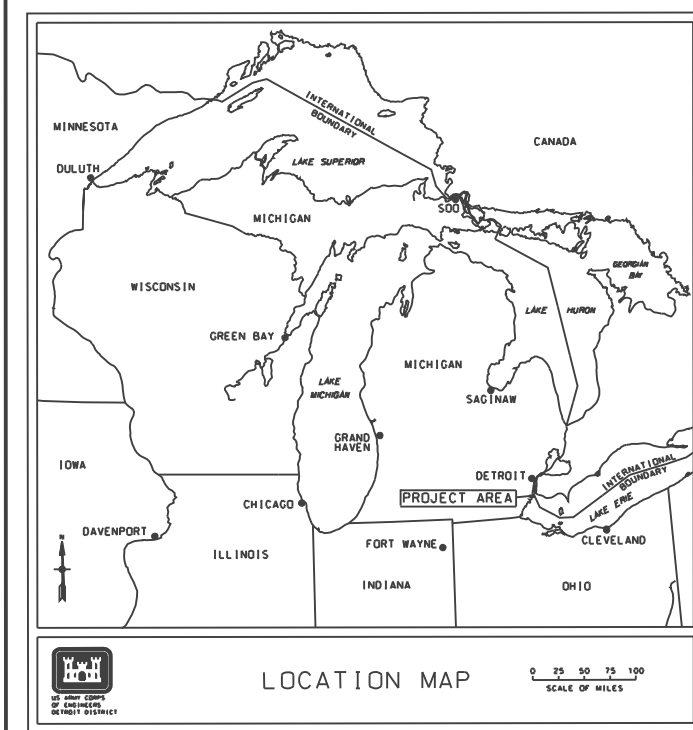 MINNESOTA
INTERNATIONAL
BOUNDARY
CANADA
DULUTH
LAKE SUPERIOR
SOO
MICHIGAN
GEORGIAN
BAY
WISCONSIN
LAKE HURON
GREEN BAY
MICHIGAN
LAKE
MICHIGAN
SAGINAW
GRAND
HAVEN
IOWA
DETROIT
INTERNATIONAL
BOUNDARY
PROJECT AREA
LAKE ERIE
CHICAGO
DAVENPORT
CLEVELAND
FORT WAYNE
ILLINOIS
INDIANA
OHIO
N
US ARMY CORPS
OF ENGINEERS
DETROIT DISTRICT
LOCATION MAP
0 25 50 75 100
SCALE OF MILES